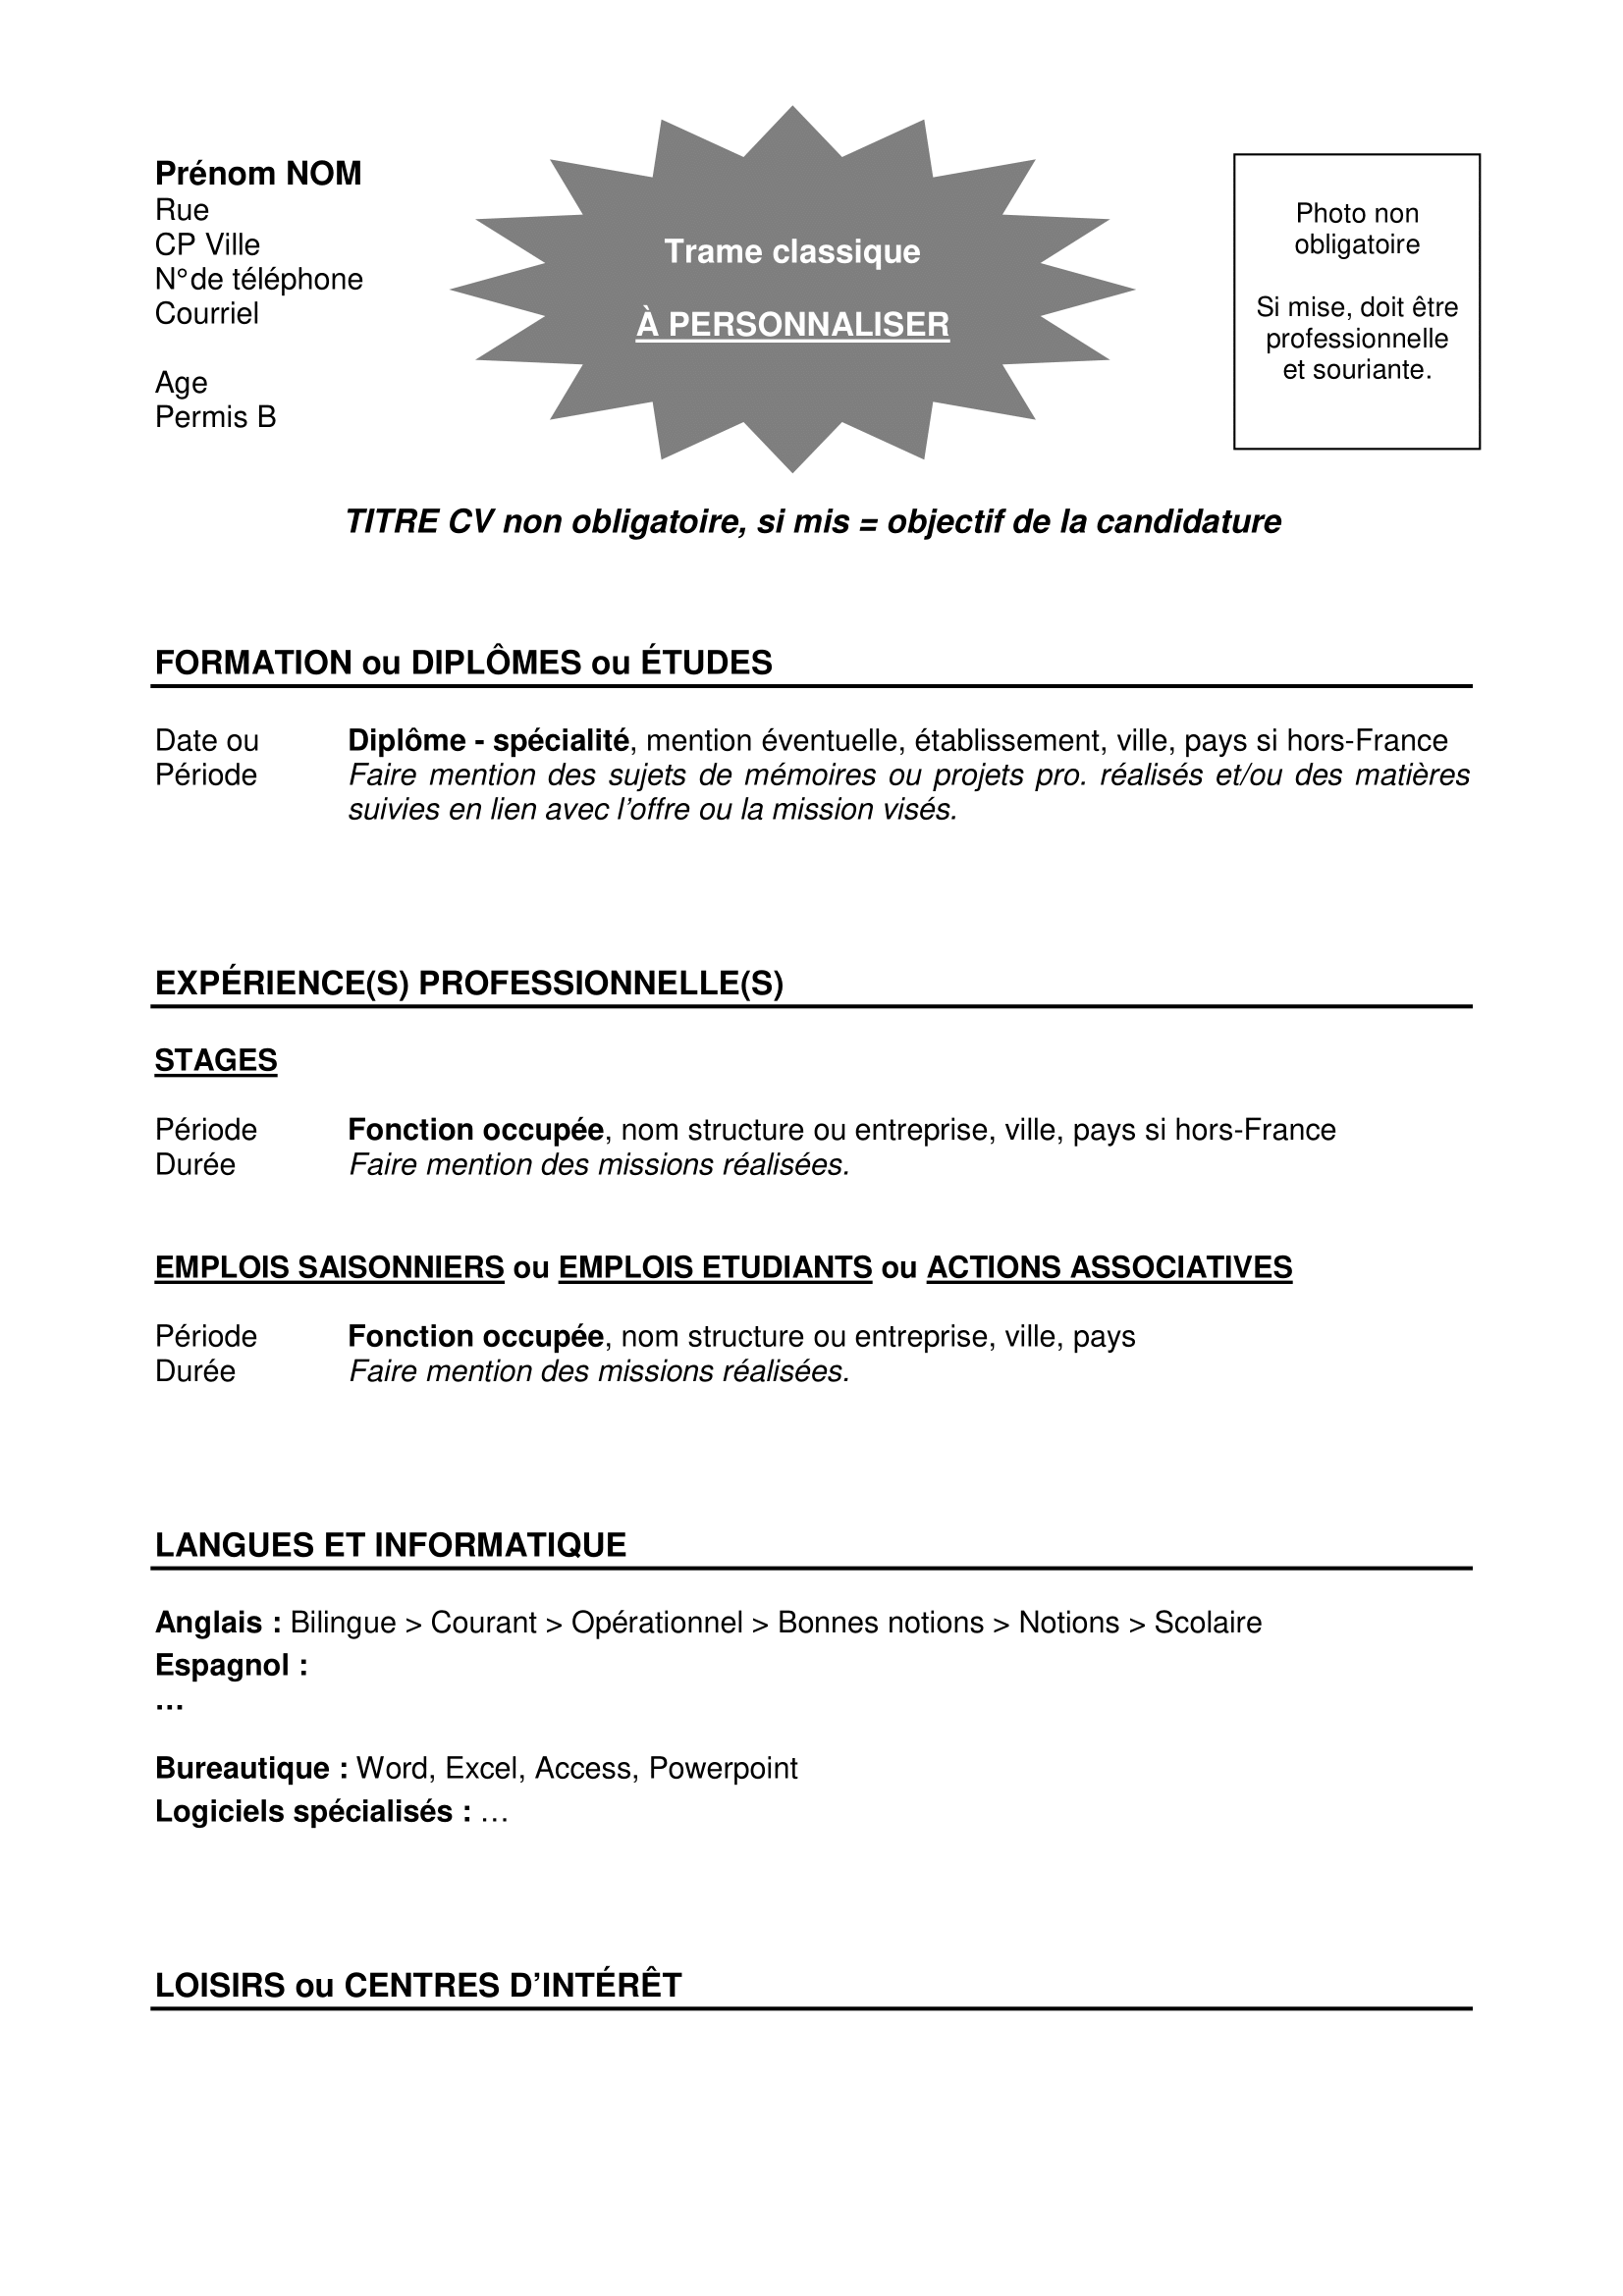 Prénom NOM
Rue
CP Ville
N° de téléphone
Courriel
Age
Permis B
Trame classique
À PERSONNALISER
Photo non
obligatoire
Si mise, doit être
professionnelle
et souriante.
TITRE CV non obligatoire, si mis = objectif de la candidature
FORMATION ou DIPLÔMES ou ÉTUDES
Date ou Diplôme - spécialité, mention éventuelle, établissement, ville, pays si hors-France
Période Faire mention des sujets de mémoires ou projets pro. réalisés et/ou des matières
suivies en lien avec l’offre ou la mission visés.
EXPÉRIENCE(S) PROFESSIONNELLE(S)
STAGES
Période Fonction occupée, nom structure ou entreprise, ville, pays si hors-France
Durée Faire mention des missions réalisées.
EMPLOIS SAISONNIERS ou EMPLOIS ETUDIANTS ou ACTIONS ASSOCIATIVES
Période Fonction occupée, nom structure ou entreprise, ville, pays
Durée Faire mention des missions réalisées.
LANGUES ET INFORMATIQUE
Anglais : Bilingue > Courant > Opérationnel > Bonnes notions > Notions > Scolaire
Espagnol :
…
Bureautique : Word, Excel, Access, Powerpoint
Logiciels spécialisés : …
LOISIRS ou CENTRES D’INTÉRÊT